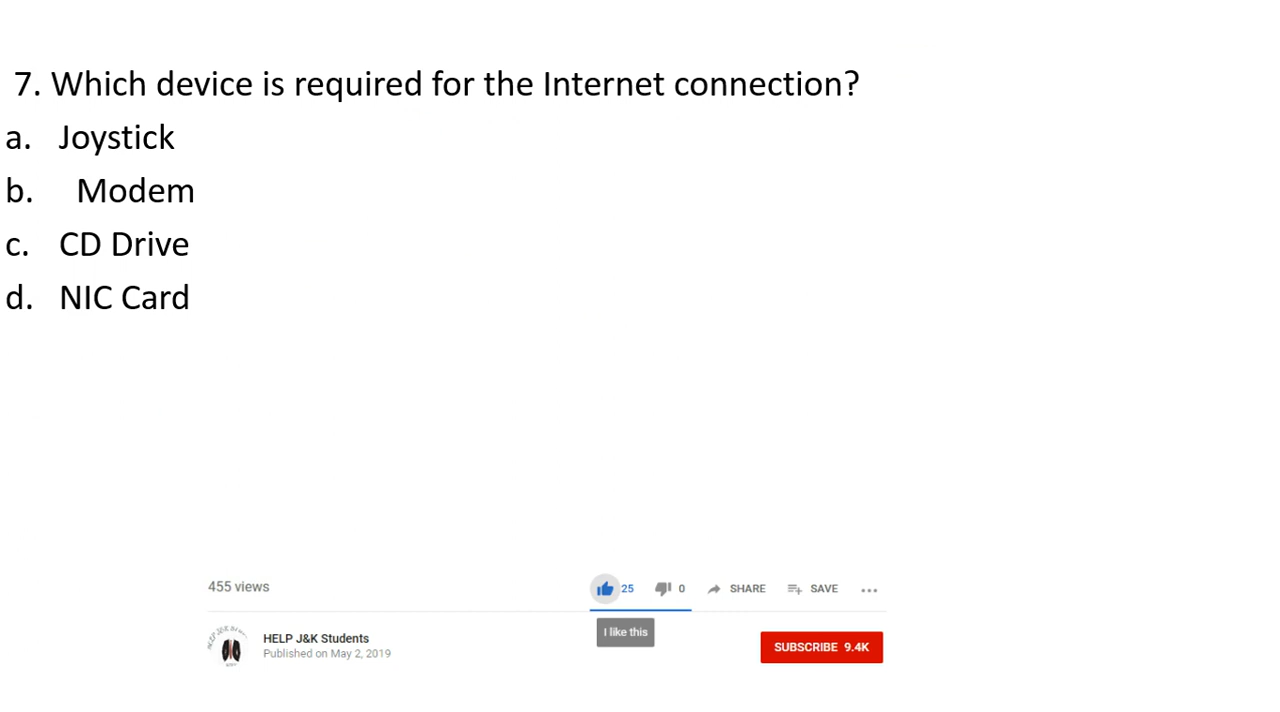 7. Which device is required for the Internet connection?
a. Joystick
b. Modem
c. CD Drive
d. NIC Card
455 views
25 0 SHARE SAVE
I like this
HELP J&K Students
Published on May 2, 2019
SUBSCRIBE 9.4K